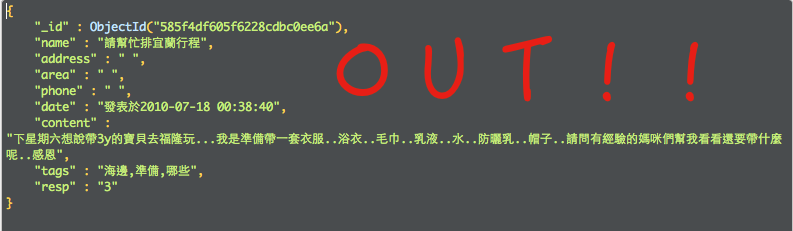 {
"_id" : ObjectId("585f4df605f6228cdbc0ee6a"),
"name" : "請幫忙排宜蘭行程",
"address" : " ",
"area" : " ",
"phone" : " ",
"date" : "發表於2010-07-18 00:38:40",
"content" :
"下星期六想說帶3y的寶貝去福隆玩...我是準備帶一套衣服..浴衣..毛巾..乳液..水..防曬乳..帽子..請問有經驗的媽咪們幫我看看還要帶什麼
呢..感恩",
"tags" : "海邊,準備,哪些",
"resp" : "3"
}
OUT!!